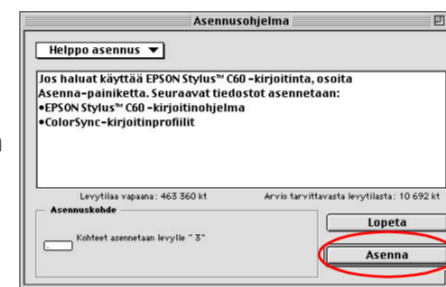 Asennusohjelma
Helppo asennus
Jos haluat käyttää EPSON Stylus™ C60 -kirjoitinta, osoita
Asenna-painiketta. Seuraavat tiedostot asennetaan:
•EPSON Stylus™ C60 -kirjoitinohjelma
•ColorSync-kirjoitinprofiilit
Levytilaa vapaana: 463 360 kt Arvio tarvittavasta levytilasta: 10 692 kt
Asennuskohde
Kohteet asennetaan levylle " 3"
Lopeta
Asenna